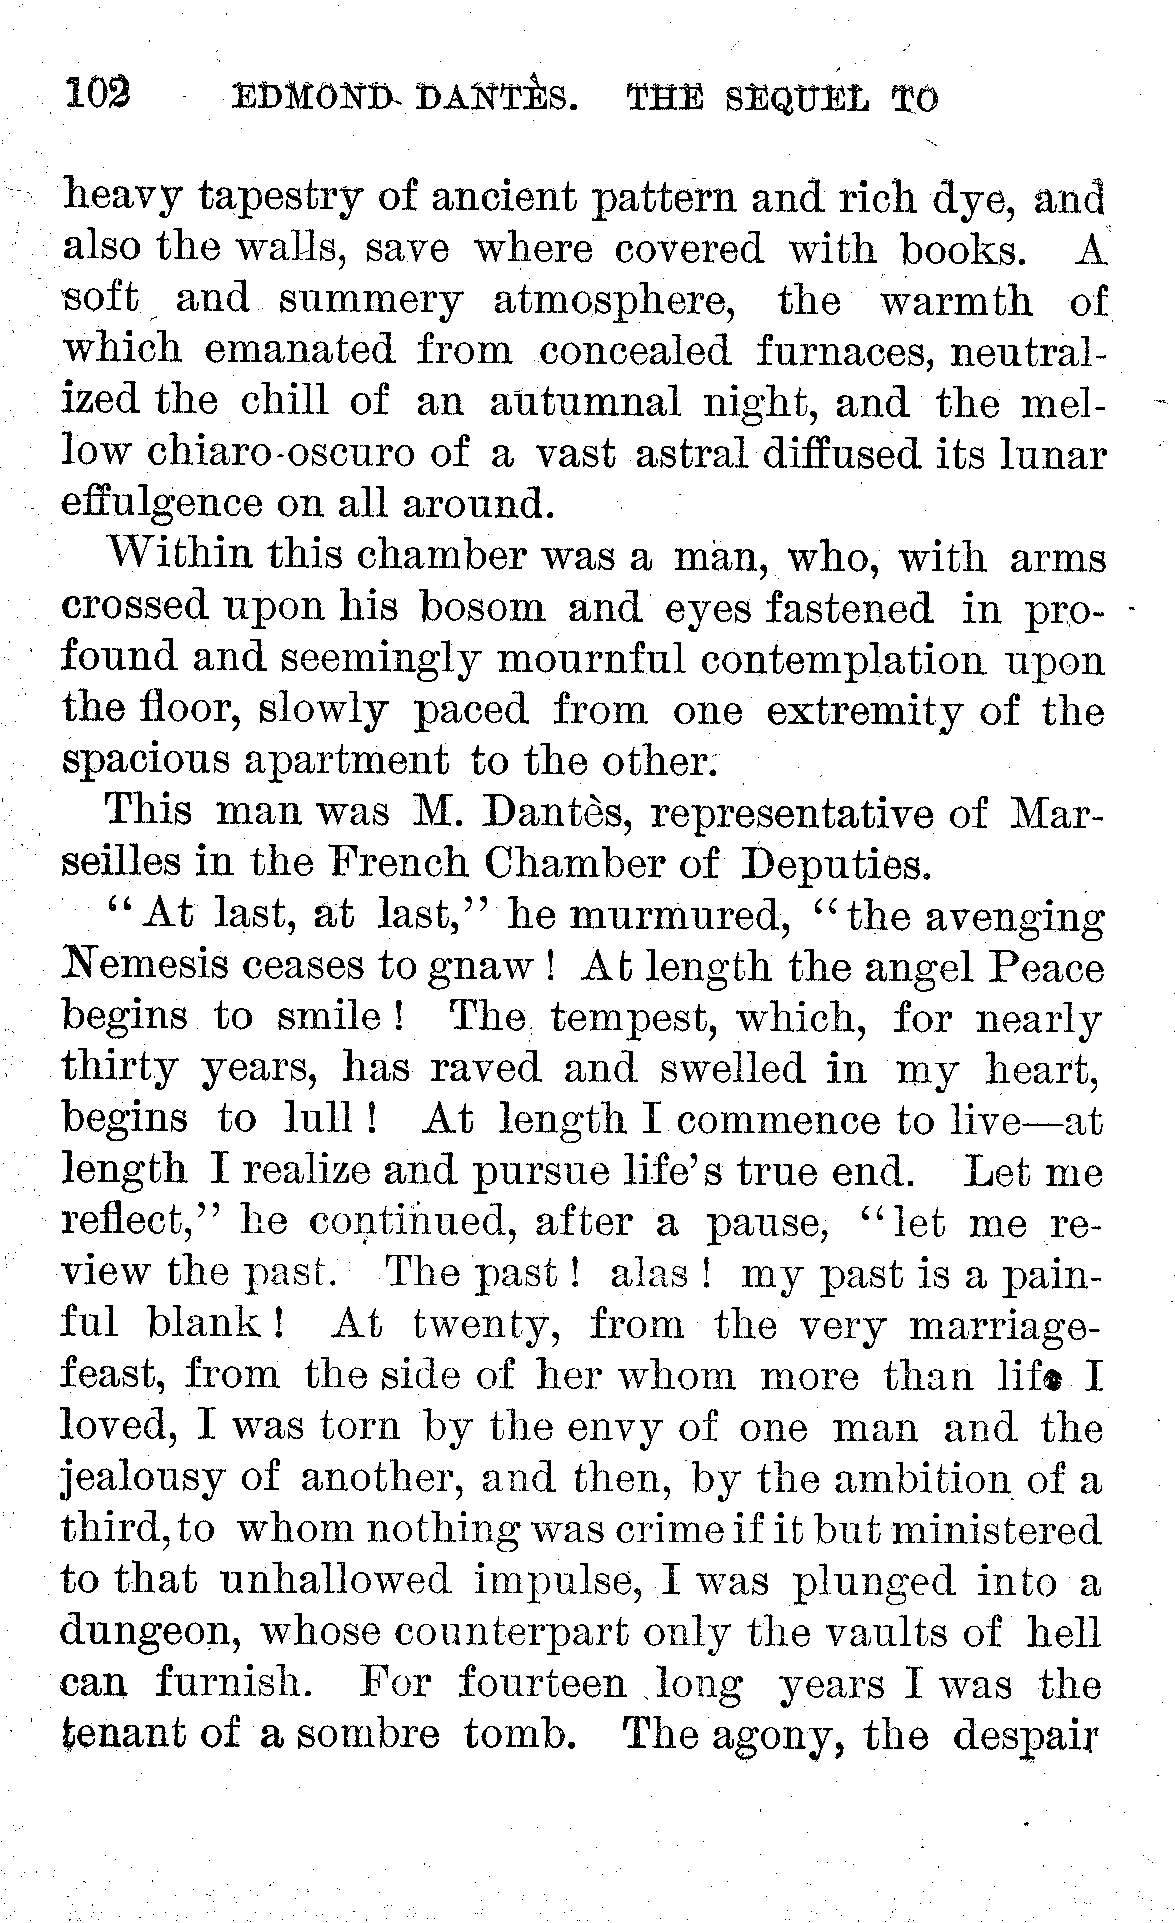 102 EDMOND DANTÈS. THE SEQUEL TO
heavy tapestry of ancient pattern and rich dye, and
also the walls, save where covered with books. A
soft and summery atmosphere, the warmth of
which emanated from concealed furnaces, neutral-
ized the chill of an autumnal night, and the mel-
low chiaro-oscuro of a vast astral diffused its lunar
effulgence on all around.
Within this chamber was a man, who, with arms
crossed upon his bosom and eyes fastened in pro-
found and seemingly mournful contemplation upon
the floor, slowly paced from one extremity of the
spacious apartment to the other.
This man was M. Dantès, representative of Mar-
seilles in the French Chamber of Deputies.
“At last, at last,” he murmured, “the avenging
Nemesis ceases to gnaw! At length the angel Peace
begins to smile! The tempest, which, for nearly
thirty years, has raved and swelled in my heart,
begins to lull! At length I commence to live—at
length I realize and pursue life’s true end. Let me
reflect,” he continued, after a pause, “let me re-
view the past. The past! alas! my past is a pain-
ful blank! At twenty, from the very marriage-
feast, from the side of her whom more than life I
loved, I was torn by the envy of one man and the
jealousy of another, and then, by the ambition of a
third, to whom nothing was crime if it but ministered
to that unhallowed impulse, I was plunged into a
dungeon, whose counterpart only the vaults of hell
can furnish. For fourteen long years I was the
tenant of a sombre tomb. The agony, the despair